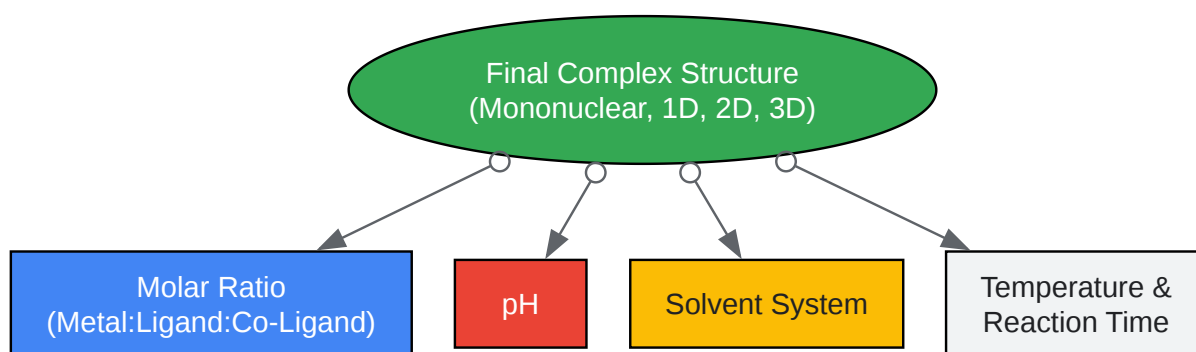 Final Complex Structure
(Mononuclear, 1D, 2D, 3D)
Molar Ratio
(Metal:Ligand:Co-Ligand)
pH
Solvent System
Temperature &
Reaction Time